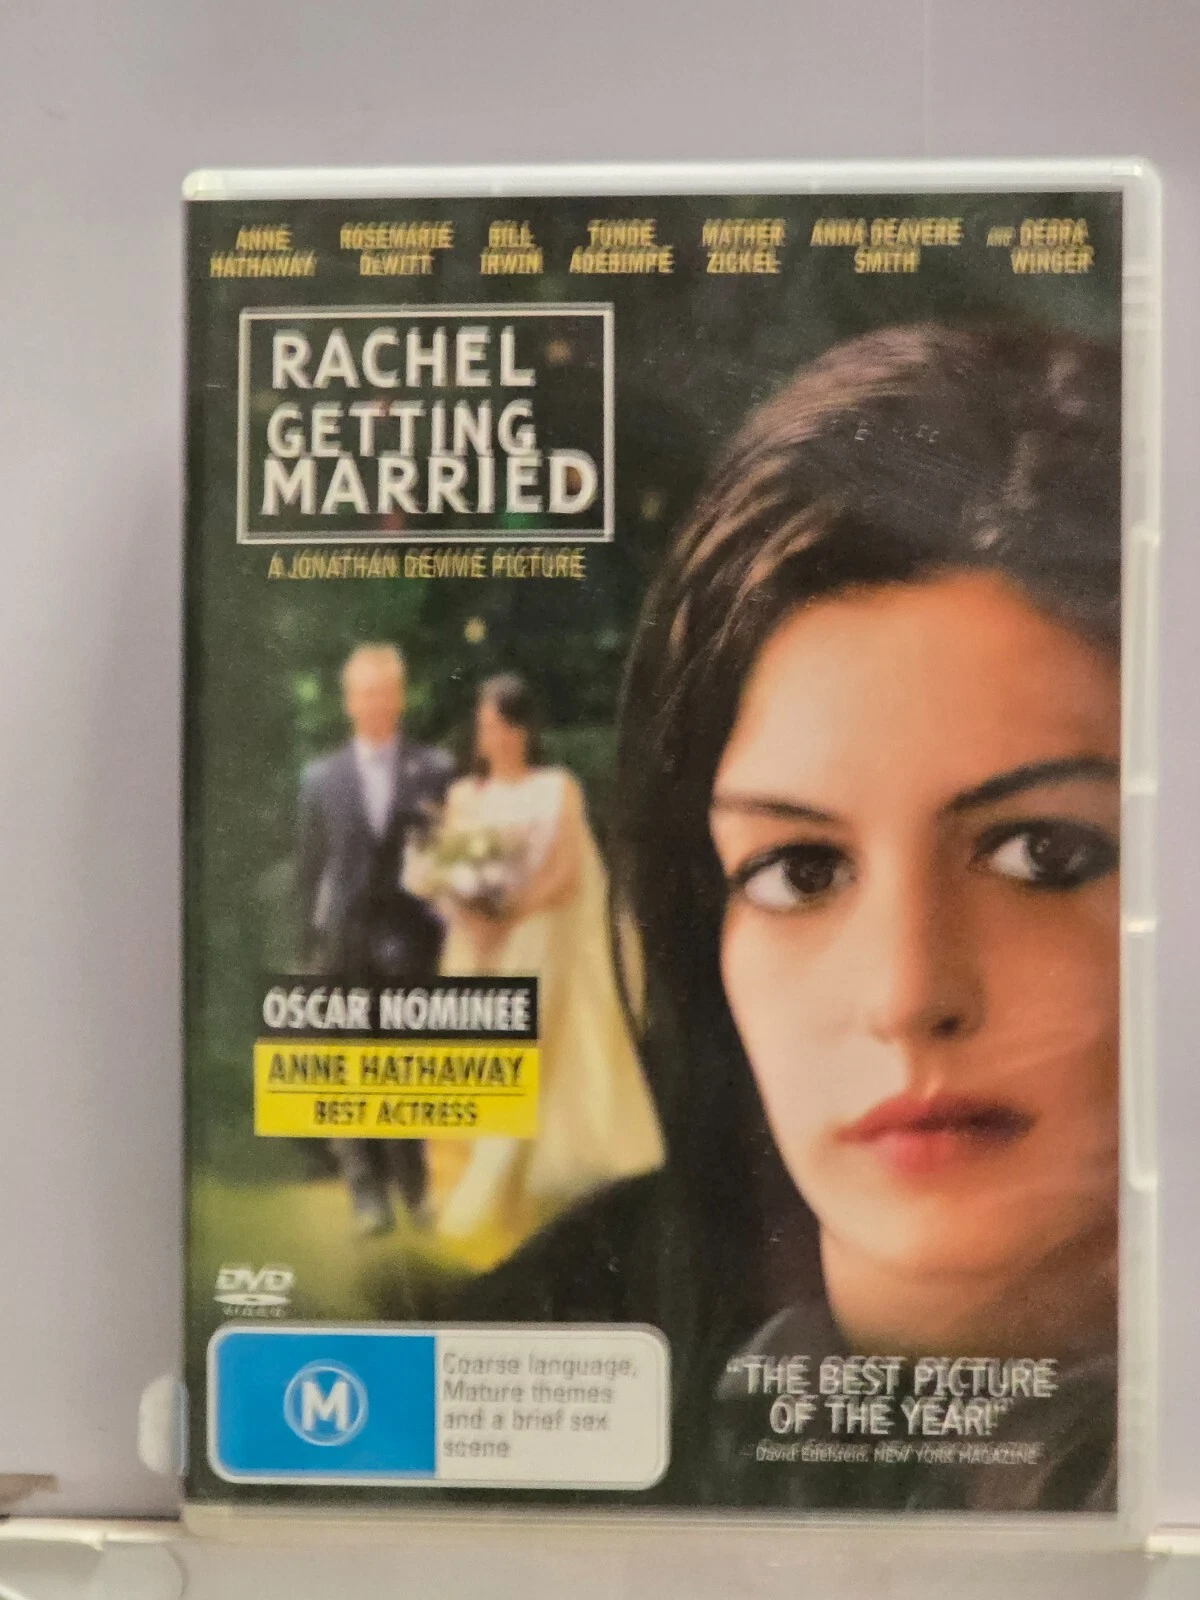 ANNE ROSEMARIE BILL TUNDE MATHER ANNA DEAVERE AND DEBRA
HATHAWAY DeWITT IRWIN ADEBIMPE ZICKEL SMITH WINGER
RACHEL
GETTING
MARRIED
A JONATHAN DEMME PICTURE
OSCAR NOMINEE
ANNE HATHAWAY
BEST ACTRESS
DVD
VIDEO
M
Coarse language,
Mature themes
and a brief sex
scene
"THE BEST PICTURE
OF THE YEAR!"
— David Edelstein, NEW YORK MAGAZINE